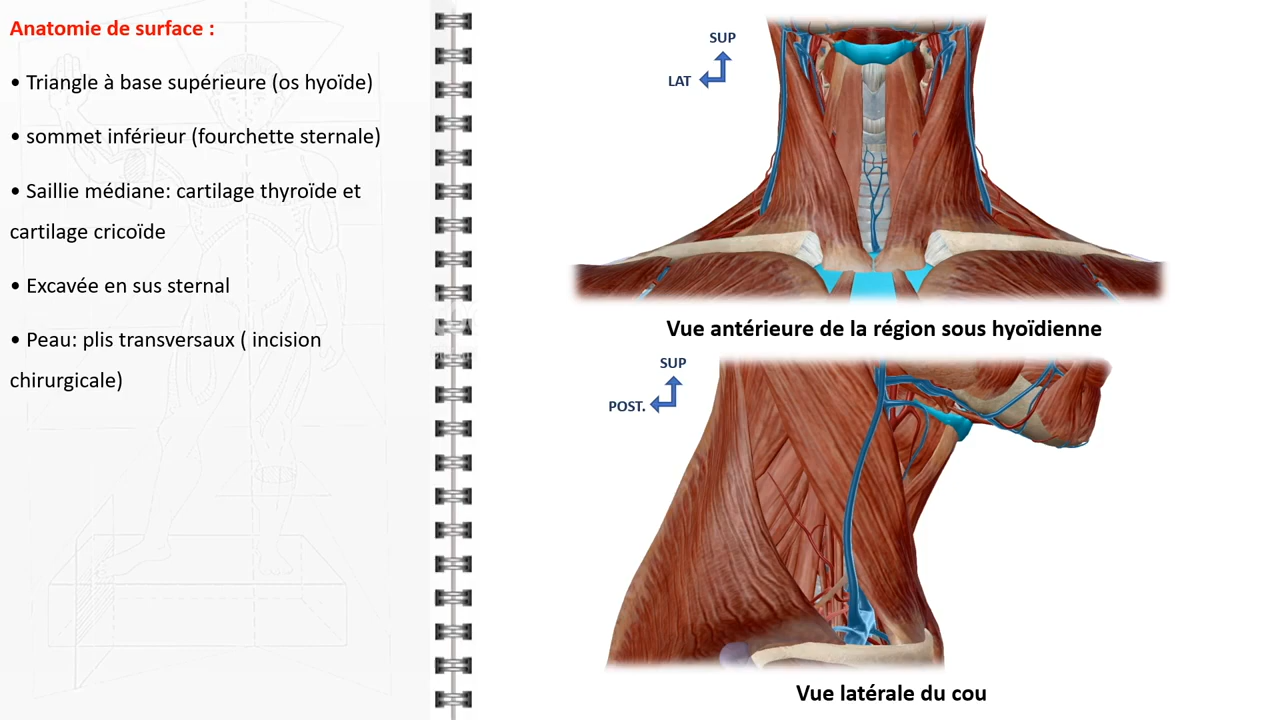 Anatomie de surface :
• Triangle à base supérieure (os hyoïde)
• sommet inférieur (fourchette sternale)
• Saillie médiane: cartilage thyroïde et
cartilage cricoïde
• Excavée en sus sternal
• Peau: plis transversaux ( incision
chirurgicale)
SUP
LAT
Vue antérieure de la région sous hyoïdienne
SUP
POST.
Vue latérale du cou